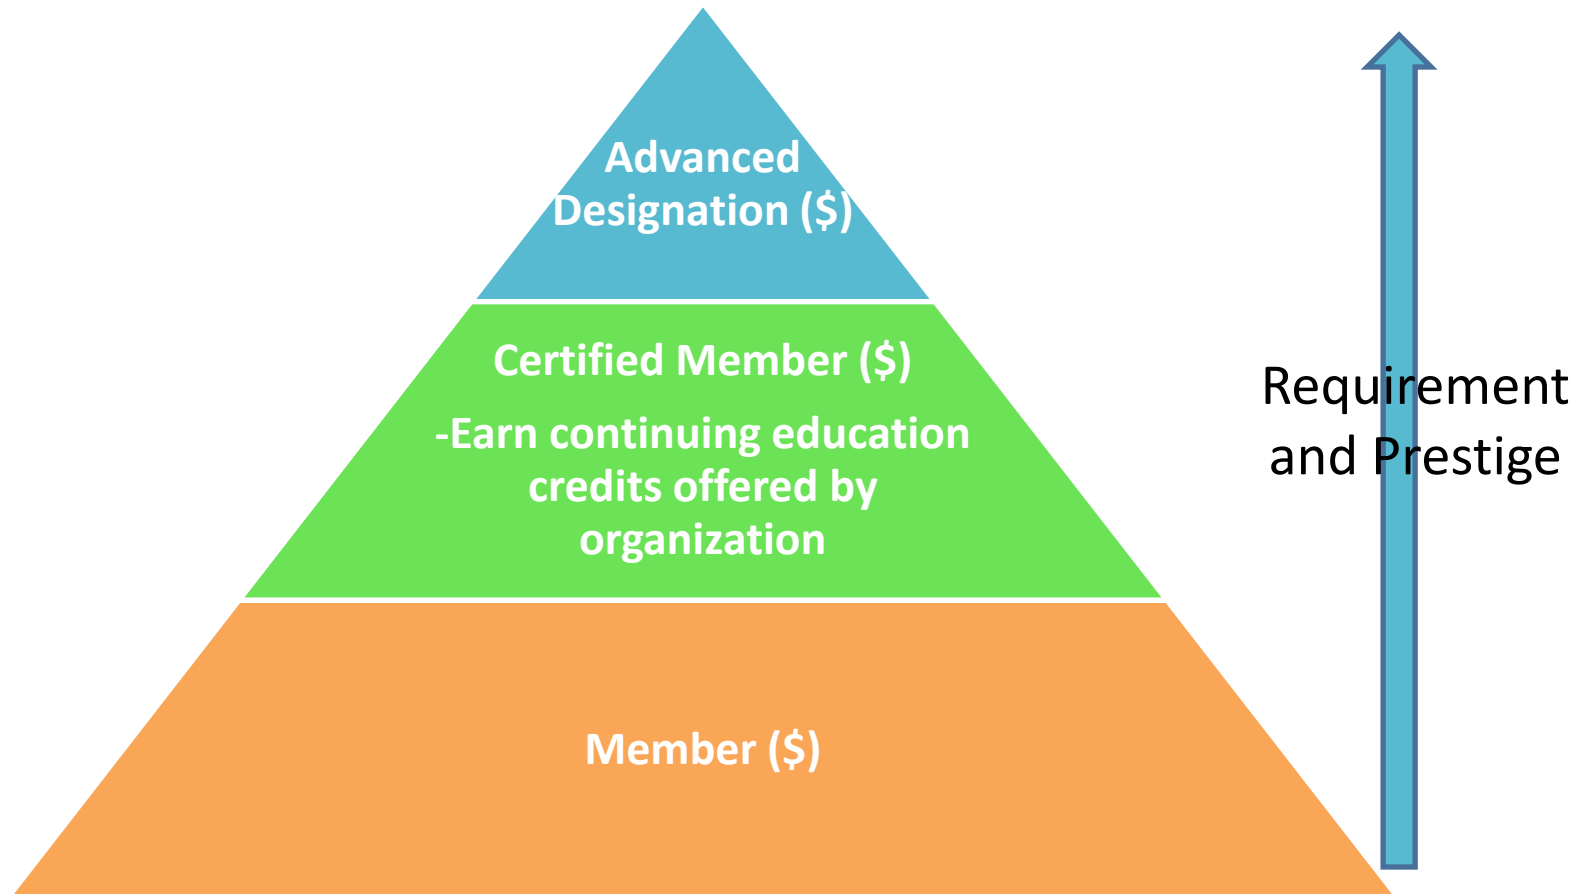 Advanced
Designation ($)
Certified Member ($)
-Earn continuing education
credits offered by
organization
Member ($)
Requirement
and Prestige